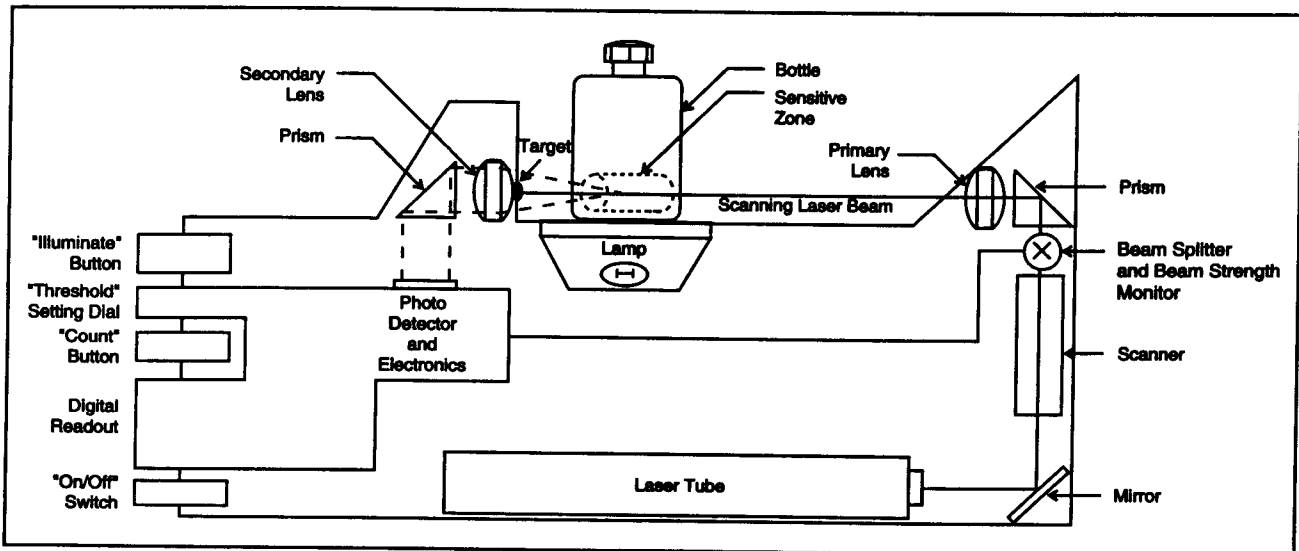 Secondary
Lens
Prism
Target
Bottle
Sensitive
Zone
Primary
Lens
Prism
Scanning Laser Beam
"Illuminate"
Button
Lamp
Beam Splitter
and Beam Strength
Monitor
"Threshold"
Setting Dial
Photo
Detector
and
Electronics
"Count"
Button
Scanner
Digital
Readout
"On/Off"
Switch
Laser Tube
Mirror